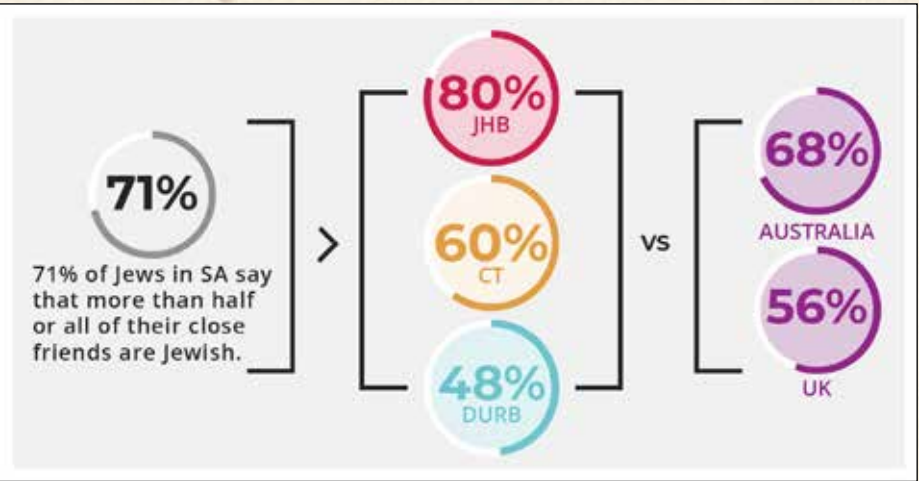 71%
71% of Jews in SA say
that more than half
or all of their close
friends are Jewish.
>
80%
JHB
60%
CT
48%
DURB
vs
68%
AUSTRALIA
56%
UK